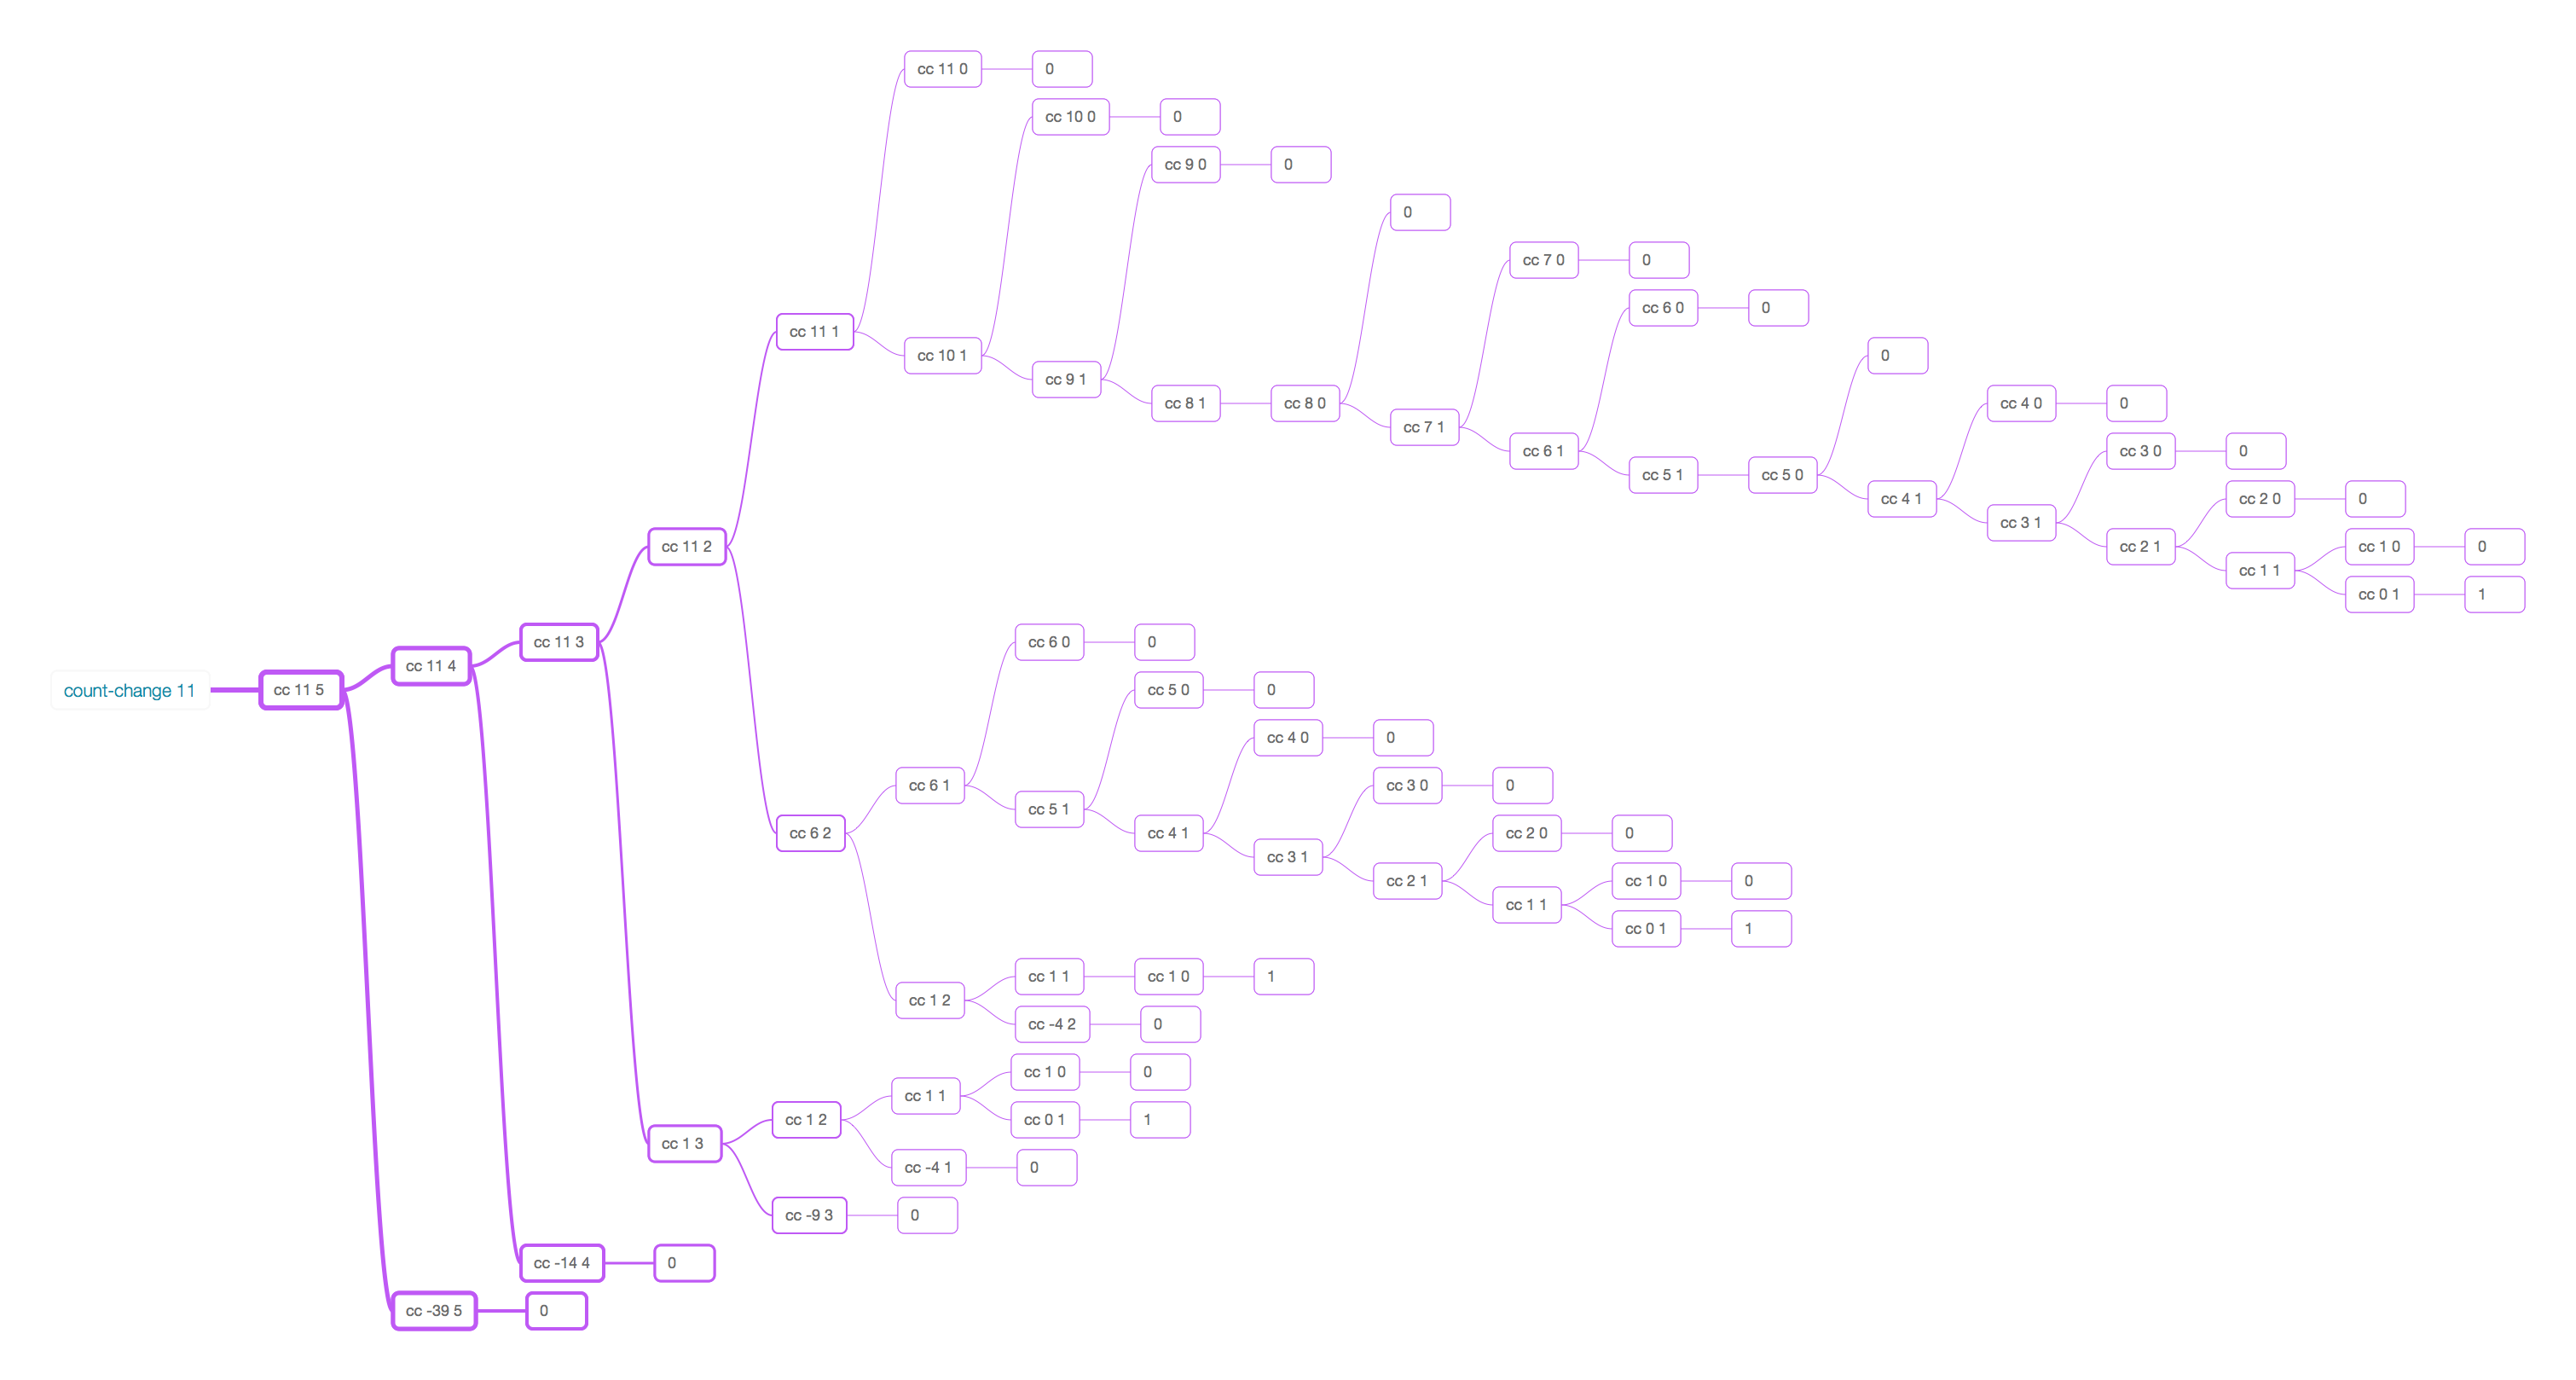 cc 11 0
0
cc 10 0
0
cc 9 0
0
0
cc 7 0
0
cc 6 0
0
cc 11 1
cc 10 1
0
cc 9 1
cc 8 1
cc 8 0
cc 4 0
0
cc 7 1
cc 6 1
cc 3 0
0
cc 5 1
cc 5 0
cc 4 1
cc 2 0
0
cc 3 1
cc 11 2
cc 2 1
cc 1 0
0
cc 1 1
cc 0 1
1
cc 11 3
cc 6 0
0
cc 11 4
count-change 11
cc 11 5
cc 5 0
0
cc 4 0
0
cc 6 1
cc 3 0
0
cc 5 1
cc 6 2
cc 4 1
cc 2 0
0
cc 3 1
cc 2 1
cc 1 0
0
cc 1 1
cc 0 1
1
cc 1 1
cc 1 0
1
cc 1 2
cc -4 2
0
cc 1 0
0
cc 1 1
cc 1 2
cc 0 1
1
cc 1 3
cc -4 1
0
cc -9 3
0
cc -14 4
0
cc -39 5
0